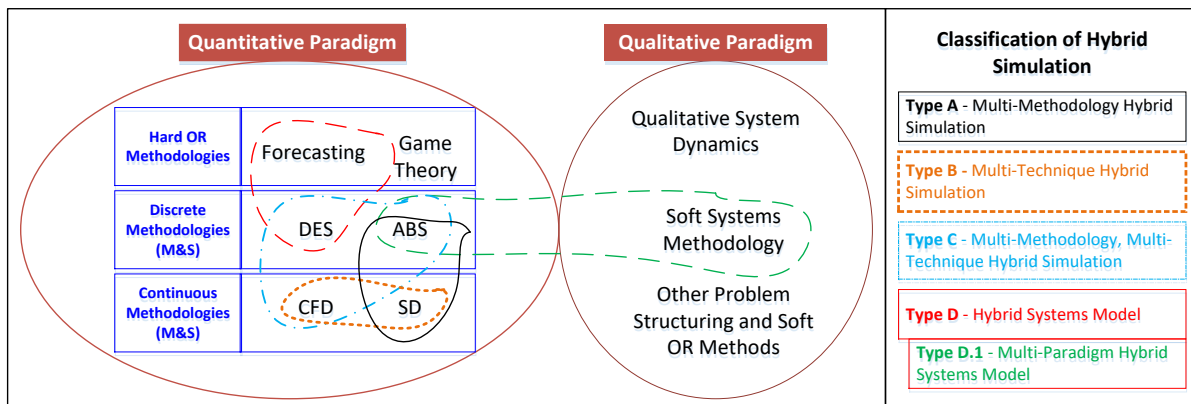 Quantitative Paradigm
Qualitative Paradigm
Hard OR
Methodologies
Forecasting
Game
Theory
Discrete
Methodologies
(M&S)
DES
ABS
Continuous
Methodologies
(M&S)
CFD
SD
Qualitative System
Dynamics
Soft Systems
Methodology
Other Problem
Structuring and Soft
OR Methods
Classification of Hybrid
Simulation
Type A - Multi-Methodology Hybrid
Simulation
Type B - Multi-Technique Hybrid
Simulation
Type C - Multi-Methodology, Multi-
Technique Hybrid Simulation
Type D - Hybrid Systems Model
Type D.1 - Multi-Paradigm Hybrid
Systems Model